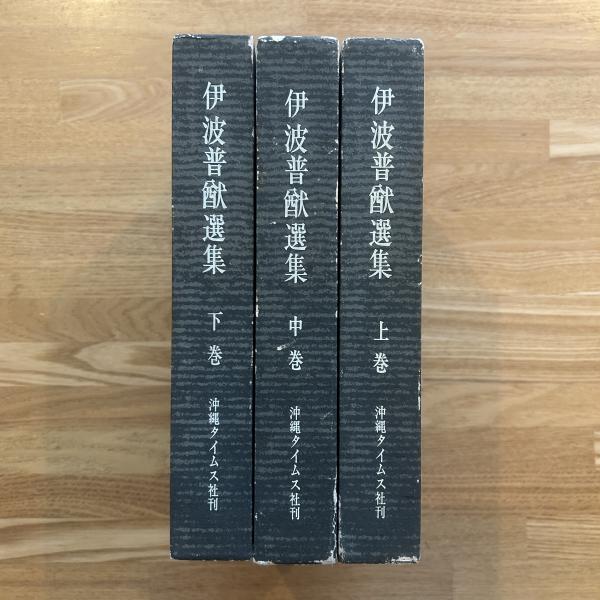 伊波普猷選集
上巻
沖縄タイムス社刊
伊波普猷選集
中巻
沖縄タイムス社刊
伊波普猷選集
下巻
沖縄タイムス社刊